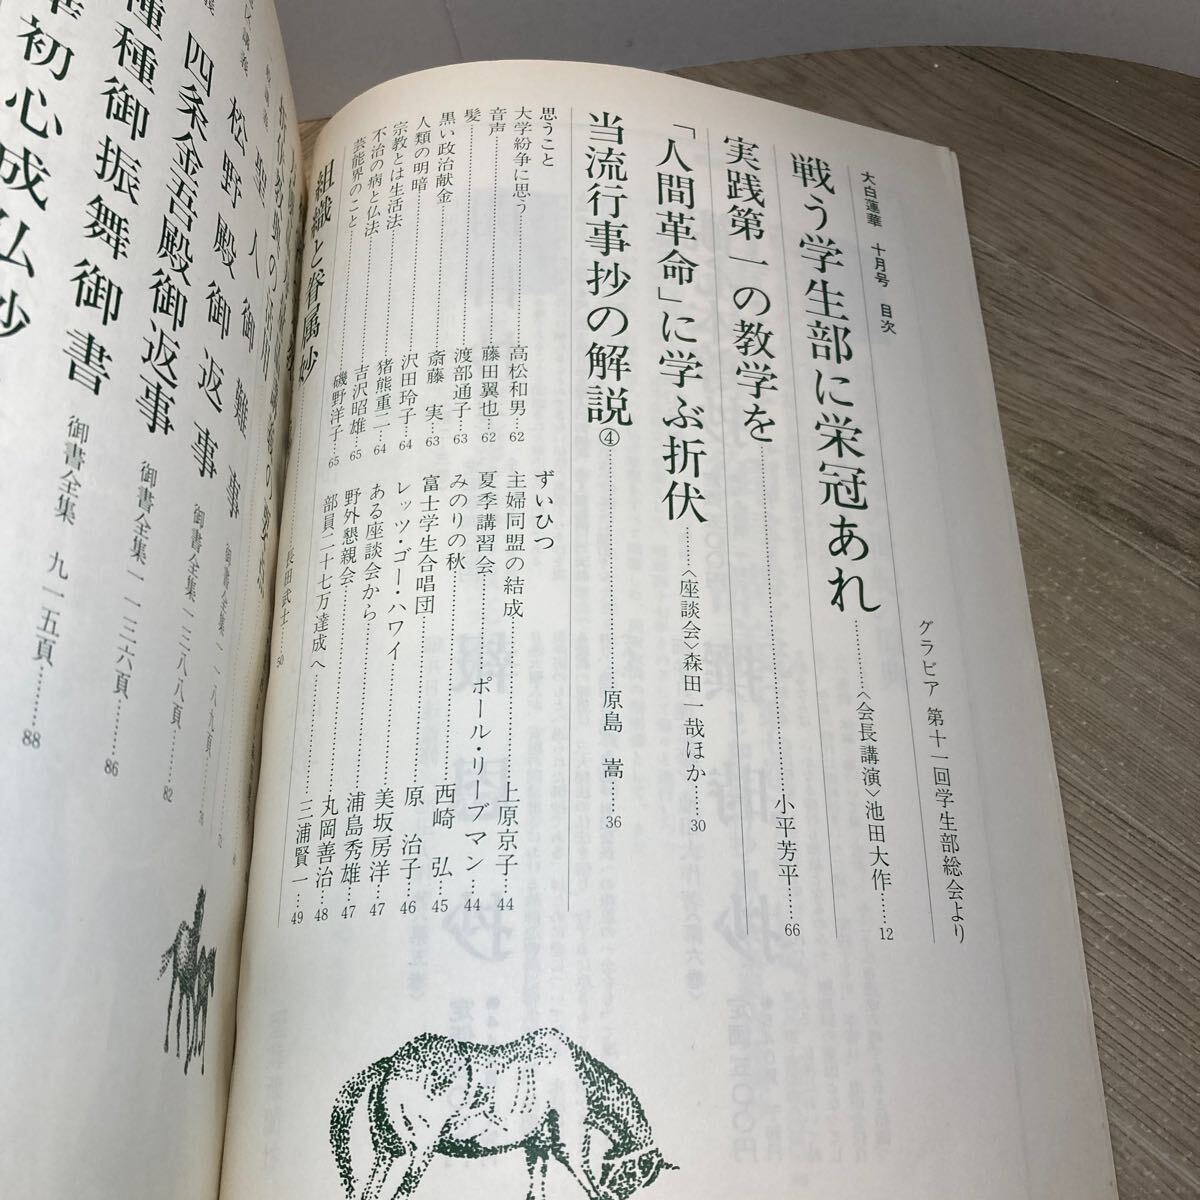 大白蓮華 十月号 目次
グラビア 第十一回学生部総会より
戦う学生部に栄冠あれ……〈会長講演〉池田大作……12
実践第一の教学を……小平芳平……66
「人間革命」に学ぶ折伏……〈座談会〉森田一哉ほか……30
当流行事抄の解説④……原島 嵩……36
思うこと
大学紛争に思う……高松和男…62
音声……藤田翼也…62
髪……渡部通子…63
黒い政治献金……斎藤 実…63
人類の明暗……沢田玲子…64
宗教とは生活法……猪熊重二…64
不治の病と仏法……吉沢昭雄…65
芸能界のこと……磯野洋子…65
ずいひつ
主婦同盟の結成……上原京子…44
夏季講習会……ポール・リーブマン…44
みのりの秋……西崎 弘…45
富士学生合唱団……原 治子…46
レッツ・ゴー・ハワイ……美坂房洋…47
ある座談会から……浦島秀雄…47
野外懇親会……丸岡善治…48
部員二十七万達成へ……三浦賢一…49
組織と眷属妙……長田武士…50
聖人御難事 御書全集一一八九頁
松野殿御返事 御書全集一三八八頁……82
四条金吾殿御返事 御書全集一一三六頁……86
種種御振舞御書 御書全集 九一五頁……88
初心成仏抄